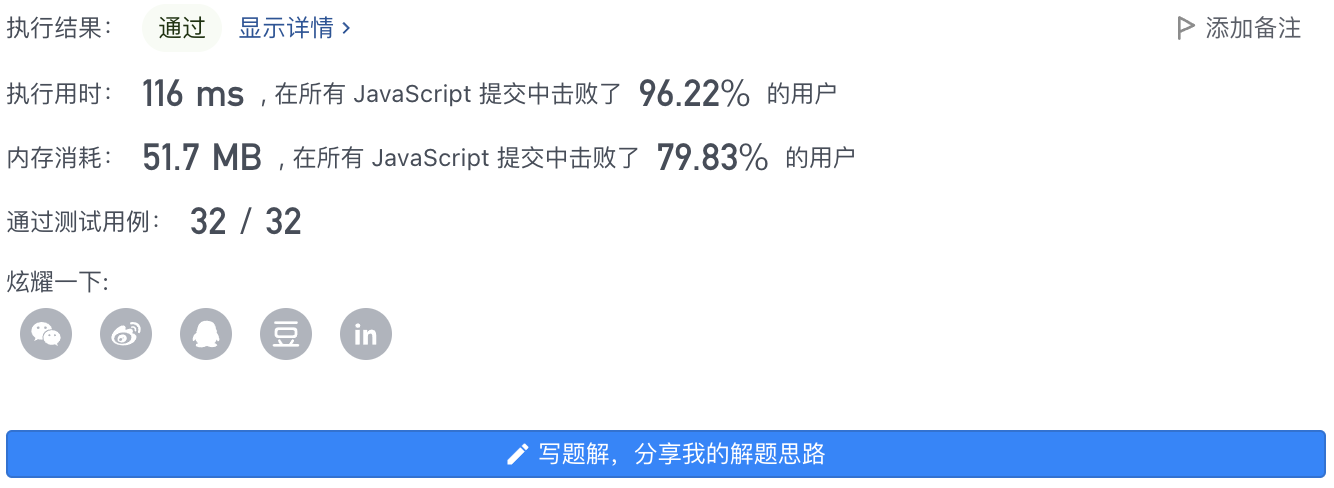 执行结果： 通过 显示详情 › 添加备注
执行用时： 116 ms , 在所有 JavaScript 提交中击败了 96.22% 的用户
内存消耗： 51.7 MB , 在所有 JavaScript 提交中击败了 79.83% 的用户
通过测试用例： 32 / 32
炫耀一下:
豆 in
写题解，分享我的解题思路